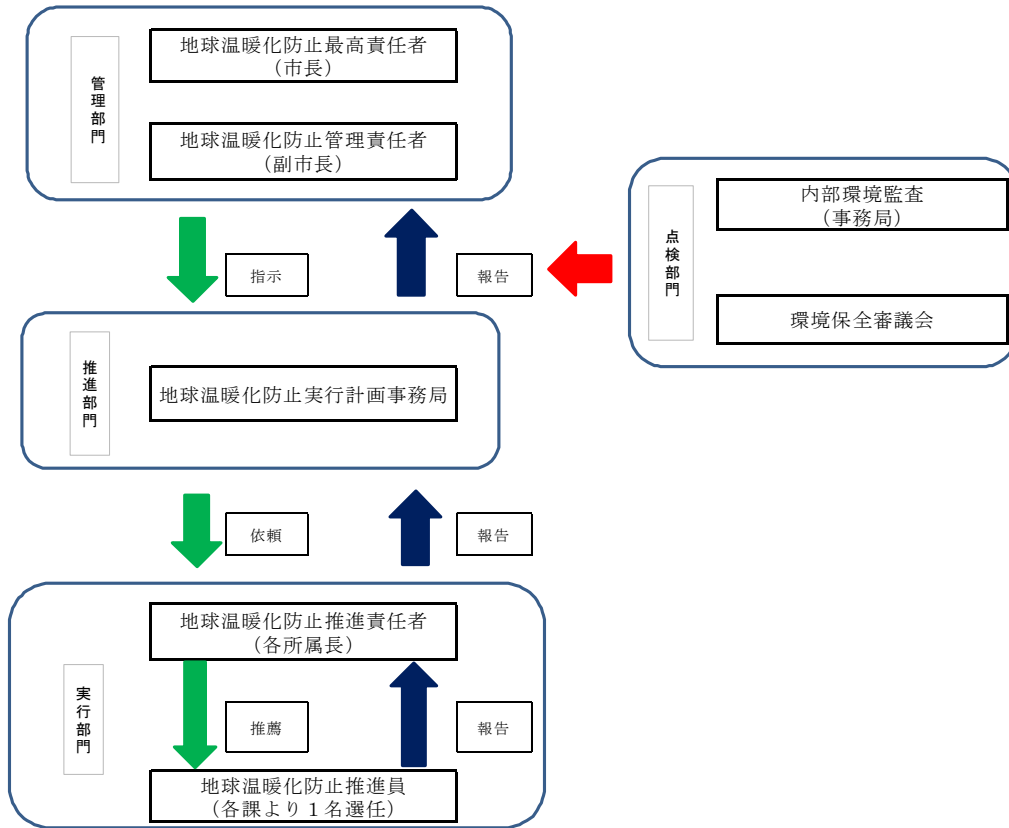 管理部門
地球温暖化防止最高責任者
（市長）
地球温暖化防止管理責任者
（副市長）
点検部門
内部環境監査
（事務局）
環境保全審議会
指示
報告
推進部門
地球温暖化防止実行計画事務局
依頼
報告
実行部門
地球温暖化防止推進責任者
（各所属長）
推薦
報告
地球温暖化防止推進員
（各課より１名選任）